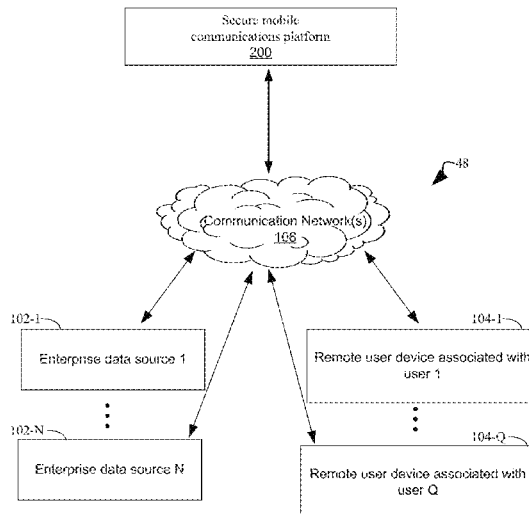 Secure mobile
communications platform
200
48
Communication Network(s)
106
102-1
Enterprise data source 1
102-N
Enterprise data source N
104-1
Remote user device associated with
user 1
104-Q
Remote user device associated with
user Q